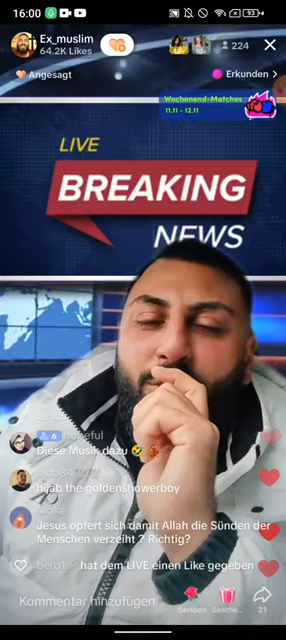 16:00
93
Ex_muslim
64.2K Likes
224
Angesagt
Erkunden >
Wochenend-Matches
11.11 - 12.11
LIVE
BREAKING
NEWS
6
Diese Musik dazu 🤣
hijab the goldenshowerboy
Jesus opfert sich damit Allah die Sünden der
Menschen verzeiht ? Richtig?
hat dem LIVE einen Like gegeben
Kommentar hinzufügen
Senden
Gesche...
21